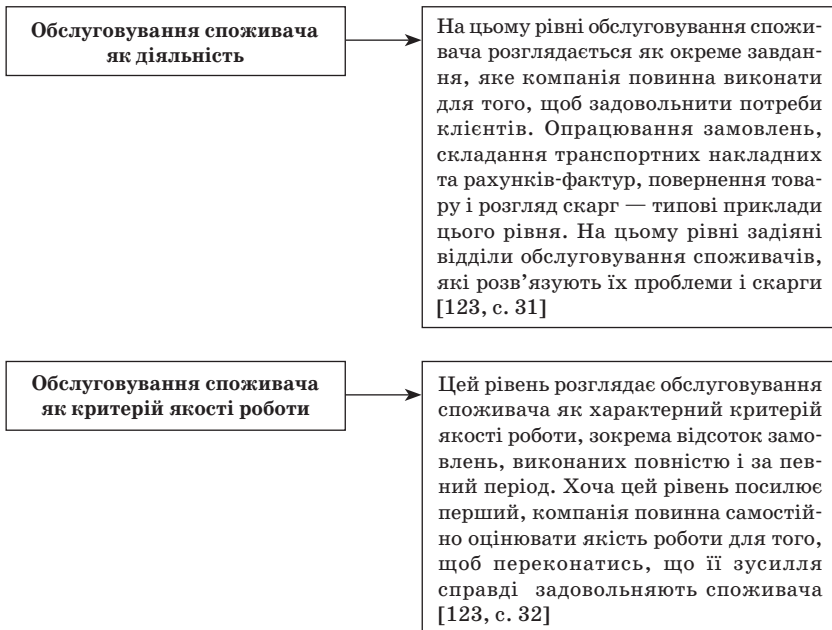 Обслуговування споживача
як діяльність
На цьому рівні обслуговування спожи-
вача розглядається як окреме завдан-
ня, яке компанія повинна виконати
для того, щоб задовольнити потреби
клієнтів. Опрацювання замовлень,
складання транспортних накладних
та рахунків-фактур, повернення това-
ру і розгляд скарг — типові приклади
цього рівня. На цьому рівні задіяні
відділи обслуговування споживачів,
які розв’язують їх проблеми і скарги
[123, с. 31]
Обслуговування споживача
як критерій якості роботи
Цей рівень розглядає обслуговування
споживача як характерний критерій
якості роботи, зокрема відсоток замо-
влень, виконаних повністю і за пев-
ний період. Хоча цей рівень посилює
перший, компанія повинна самостій-
но оцінювати якість роботи для того,
щоб переконатись, що її зусилля
справді задовольняють споживача
[123, с. 32]